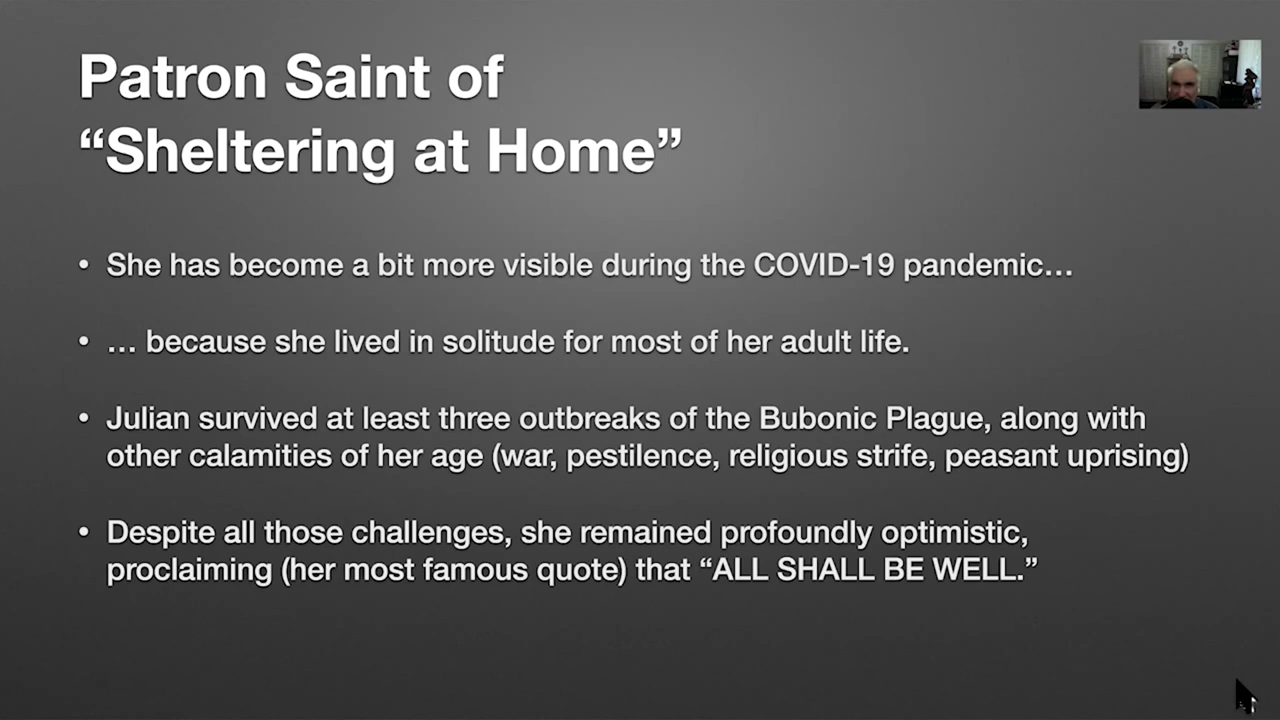 Patron Saint of
“Sheltering at Home”
• She has become a bit more visible during the COVID-19 pandemic…
• … because she lived in solitude for most of her adult life.
• Julian survived at least three outbreaks of the Bubonic Plague, along with
other calamities of her age (war, pestilence, religious strife, peasant uprising)
• Despite all those challenges, she remained profoundly optimistic,
proclaiming (her most famous quote) that “ALL SHALL BE WELL.”